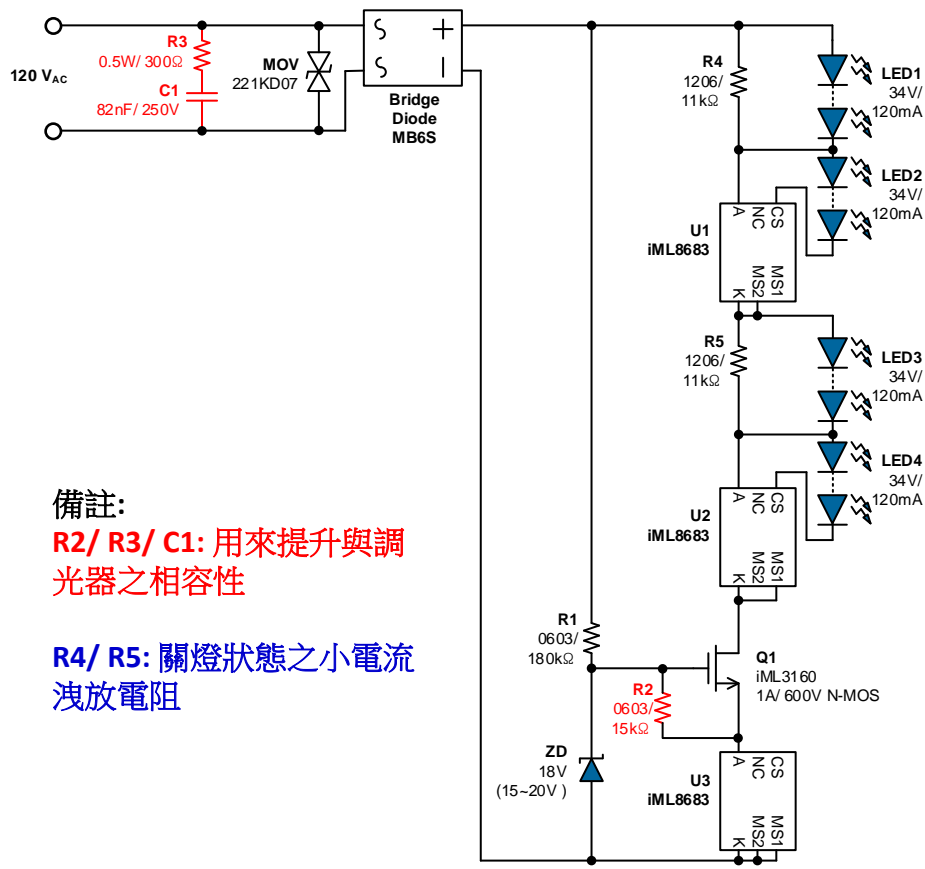 120 VAC
R3
0.5W/ 300Ω
C1
82nF/ 250V
MOV
221KD07
Bridge
Diode
MB6S
R4
1206/
11kΩ
LED1
34V/
120mA
LED2
34V/
120mA
A
NC
CS
U1
iML8683
K
MS2
MS1
R5
1206/
11kΩ
LED3
34V/
120mA
LED4
34V/
120mA
A
NC
CS
U2
iML8683
K
MS2
MS1
備註:
R2/ R3/ C1: 用來提升與調
光器之相容性
R4/ R5: 關燈狀態之小電流
洩放電阻
R1
0603/
180kΩ
R2
0603/
15kΩ
Q1
iML3160
1A/ 600V N-MOS
ZD
18V
(15~20V )
A
NC
CS
U3
iML8683
K
MS2
MS1